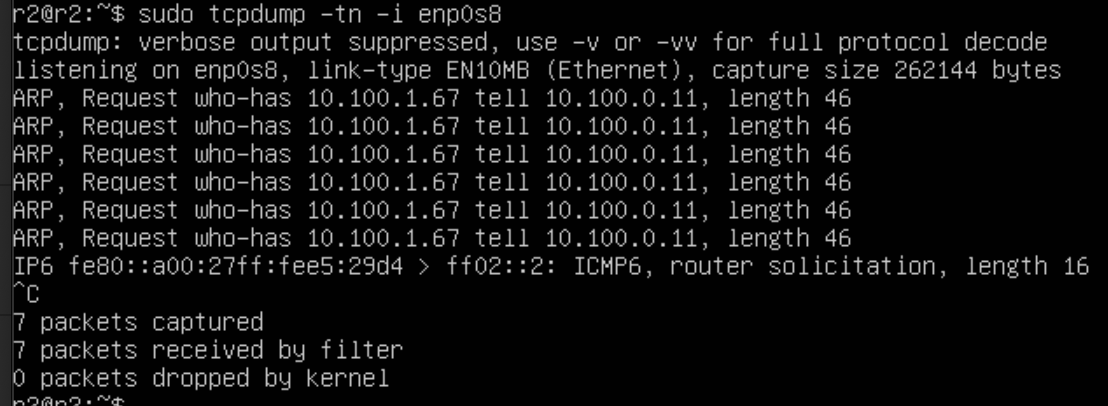 r2@r2:~$ sudo tcpdump -tn -i enp0s8
tcpdump: verbose output suppressed, use -v or -vv for full protocol decode
listening on enp0s8, link-type EN10MB (Ethernet), capture size 262144 bytes
ARP, Request who-has 10.100.1.67 tell 10.100.0.11, length 46
ARP, Request who-has 10.100.1.67 tell 10.100.0.11, length 46
ARP, Request who-has 10.100.1.67 tell 10.100.0.11, length 46
ARP, Request who-has 10.100.1.67 tell 10.100.0.11, length 46
ARP, Request who-has 10.100.1.67 tell 10.100.0.11, length 46
ARP, Request who-has 10.100.1.67 tell 10.100.0.11, length 46
IP6 fe80::a00:27ff:fee5:29d4 > ff02::2: ICMP6, router solicitation, length 16
^C
7 packets captured
7 packets received by filter
0 packets dropped by kernel
r2@r2:~$